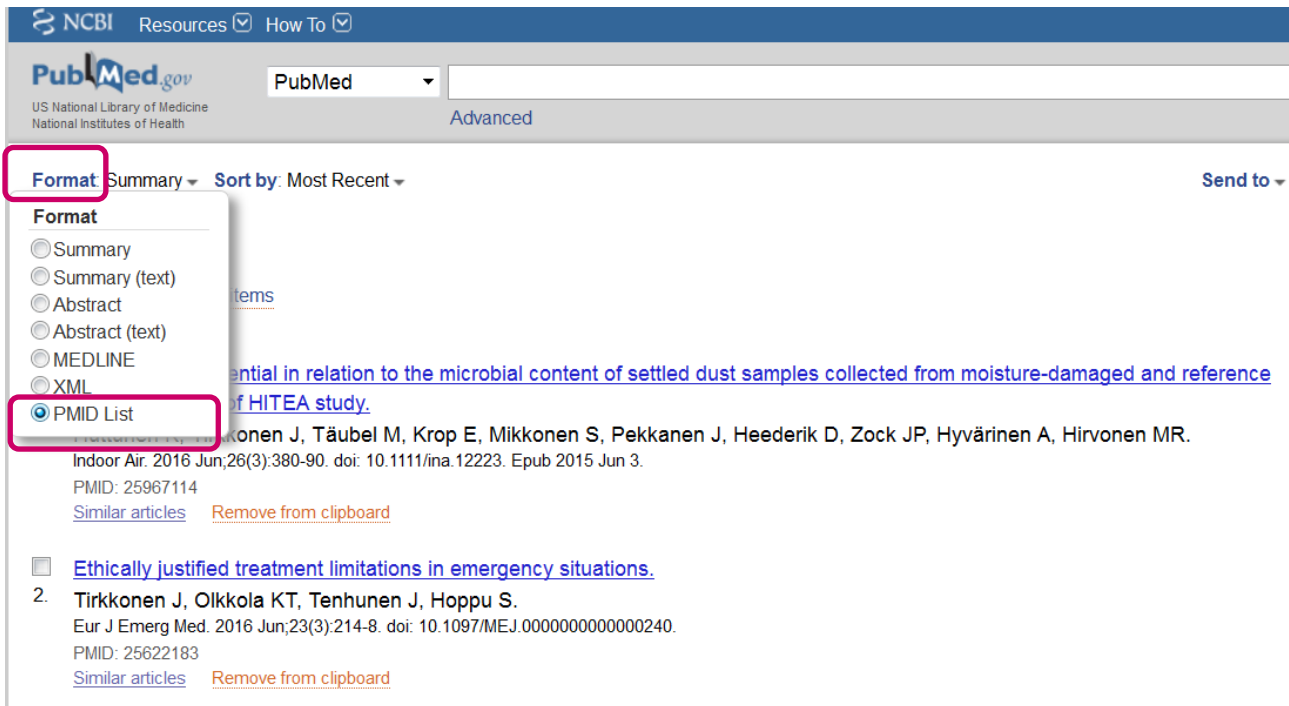 NCBI Resources How To
PubMed.gov
US National Library of Medicine
National Institutes of Health
PubMed
Advanced
Format: Summary Sort by: Most Recent Send to
Format
Summary
Summary (text)
Abstract
Abstract (text)
MEDLINE
XML
PMID List
items
ential in relation to the microbial content of settled dust samples collected from moisture-damaged and reference
of HITEA study.
konen J, Täubel M, Krop E, Mikkonen S, Pekkanen J, Heederik D, Zock JP, Hyvärinen A, Hirvonen MR.
Indoor Air. 2016 Jun;26(3):380-90. doi: 10.1111/ina.12223. Epub 2015 Jun 3.
PMID: 25967114
Similar articles Remove from clipboard
Ethically justified treatment limitations in emergency situations.
2. Tirkkonen J, Olkkola KT, Tenhunen J, Hoppu S.
Eur J Emerg Med. 2016 Jun;23(3):214-8. doi: 10.1097/MEJ.0000000000000240.
PMID: 25622183
Similar articles Remove from clipboard